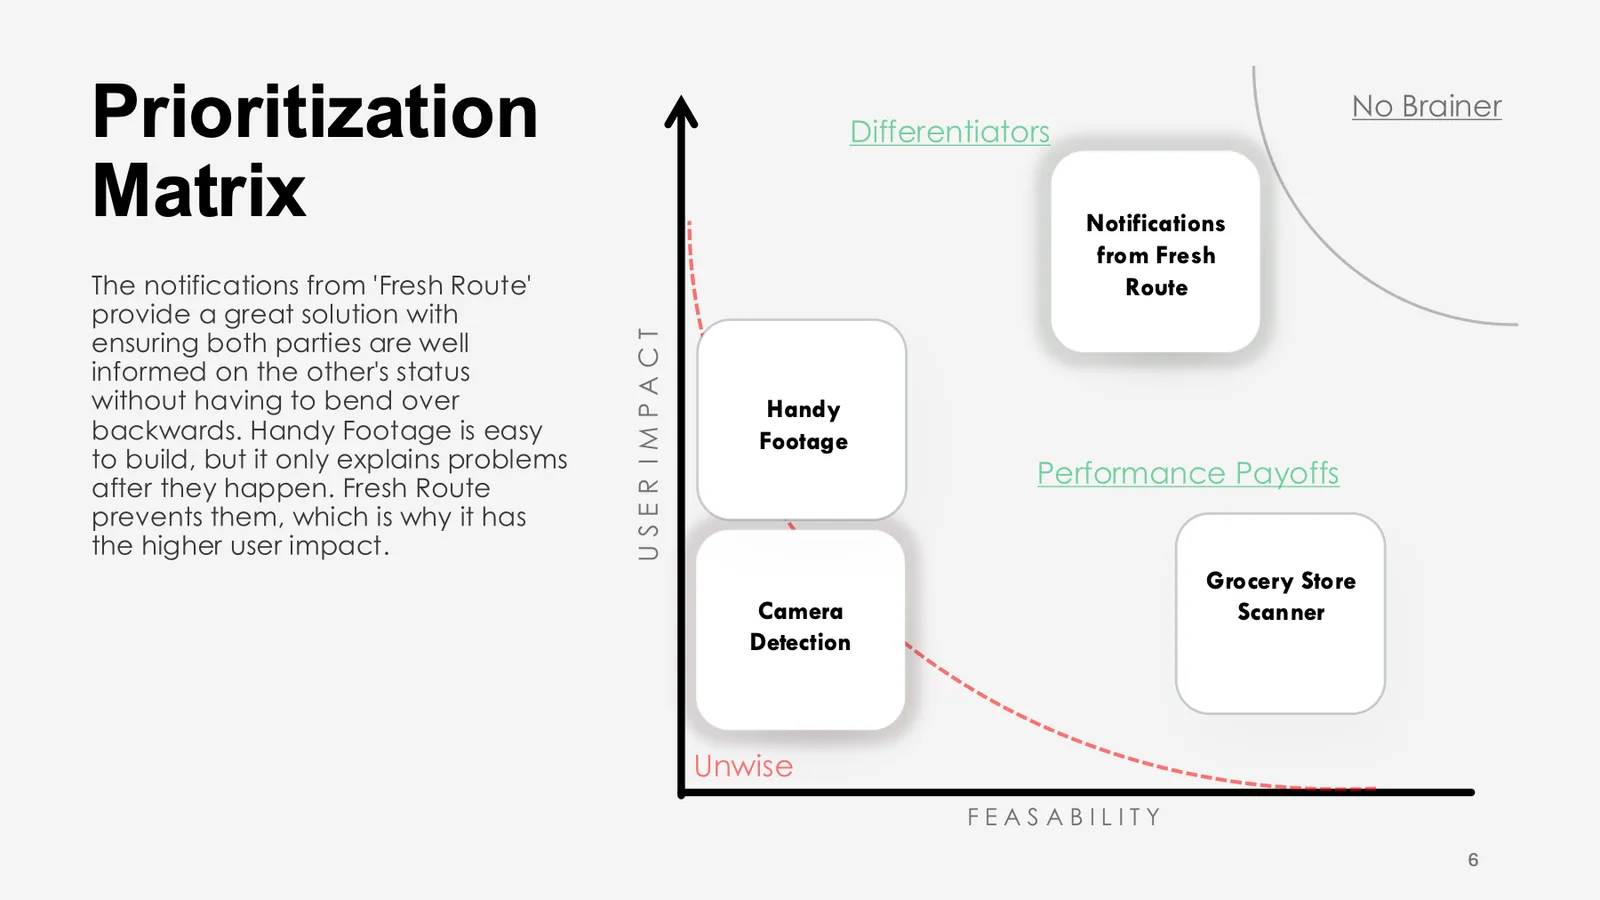 Prioritization
Matrix
The notifications from 'Fresh Route'
provide a great solution with
ensuring both parties are well
informed on the other's status
without having to bend over
backwards. Handy Footage is easy
to build, but it only explains problems
after they happen. Fresh Route
prevents them, which is why it has
the higher user impact.
USER IMPACT
Differentiators
No Brainer
Notifications
from Fresh
Route
Handy
Footage
Performance Payoffs
Camera
Detection
Grocery Store
Scanner
Unwise
FEASABILITY
6